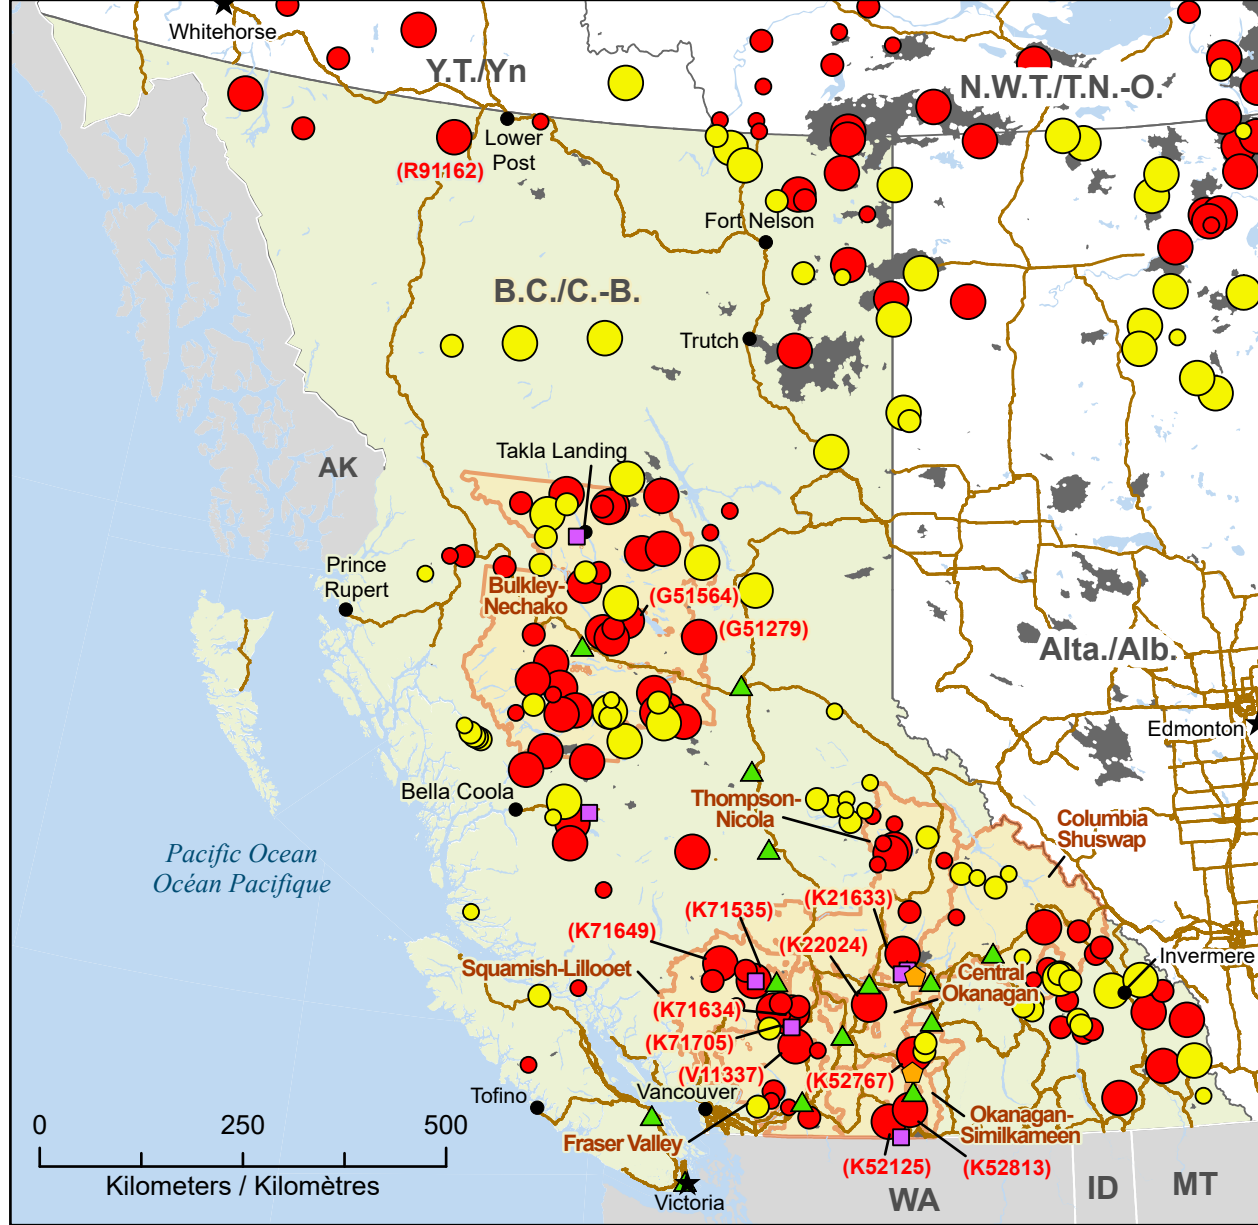 Whitehorse
Y.T./Yn
N.W.T./T.N.-O.
Lower
Post
(R91162)
Fort Nelson
B.C./C.-B.
Trutch
Takla Landing
AK
Prince
Rupert
Bulkley-
Nechako
(G51564)
(G51279)
Alta./Alb.
Edmonton
Bella Coola
Thompson-
Nicola
Columbia
Shuswap
Pacific Ocean
Océan Pacifique
(K21633)
(K71535)
(K71649)
(K22024)
Squamish-Lillooet
Central
Okanagan
Invermere
(K71634)
(K71705)
(V11337)
(K52767)
Tofino
Vancouver
Fraser Valley
Okanagan-
Similkameen
(K52125)
(K52813)
0 250 500
Kilometers / Kilomètres
Victoria
WA
ID
MT